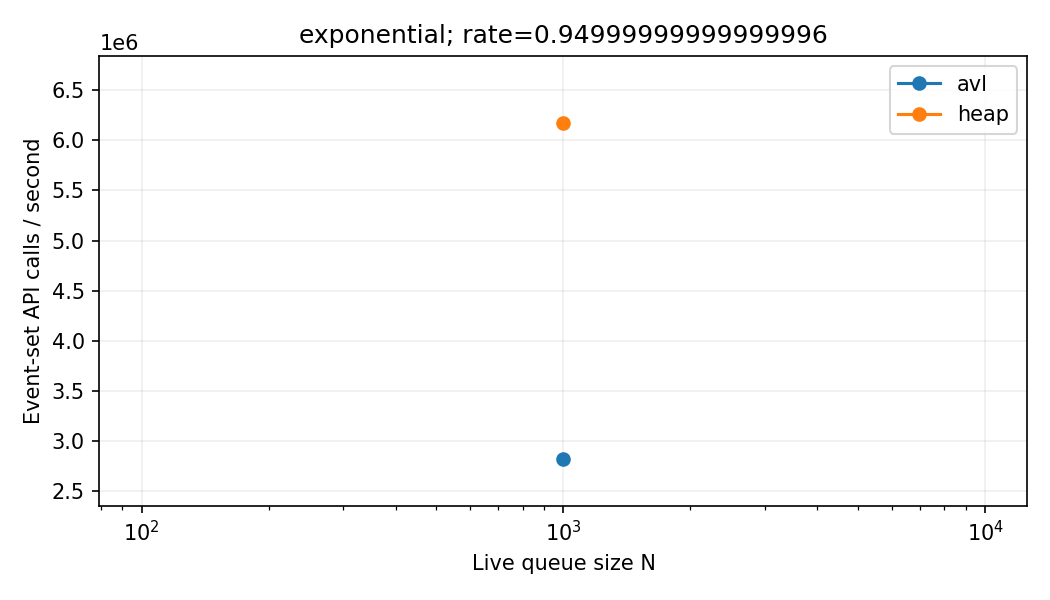 exponential; rate=0.94999999999999996
1e6
avl
heap
6.5
6.0
5.5
5.0
4.5
4.0
3.5
3.0
2.5
Event-set API calls / second
10²
10³
10⁴
Live queue size N